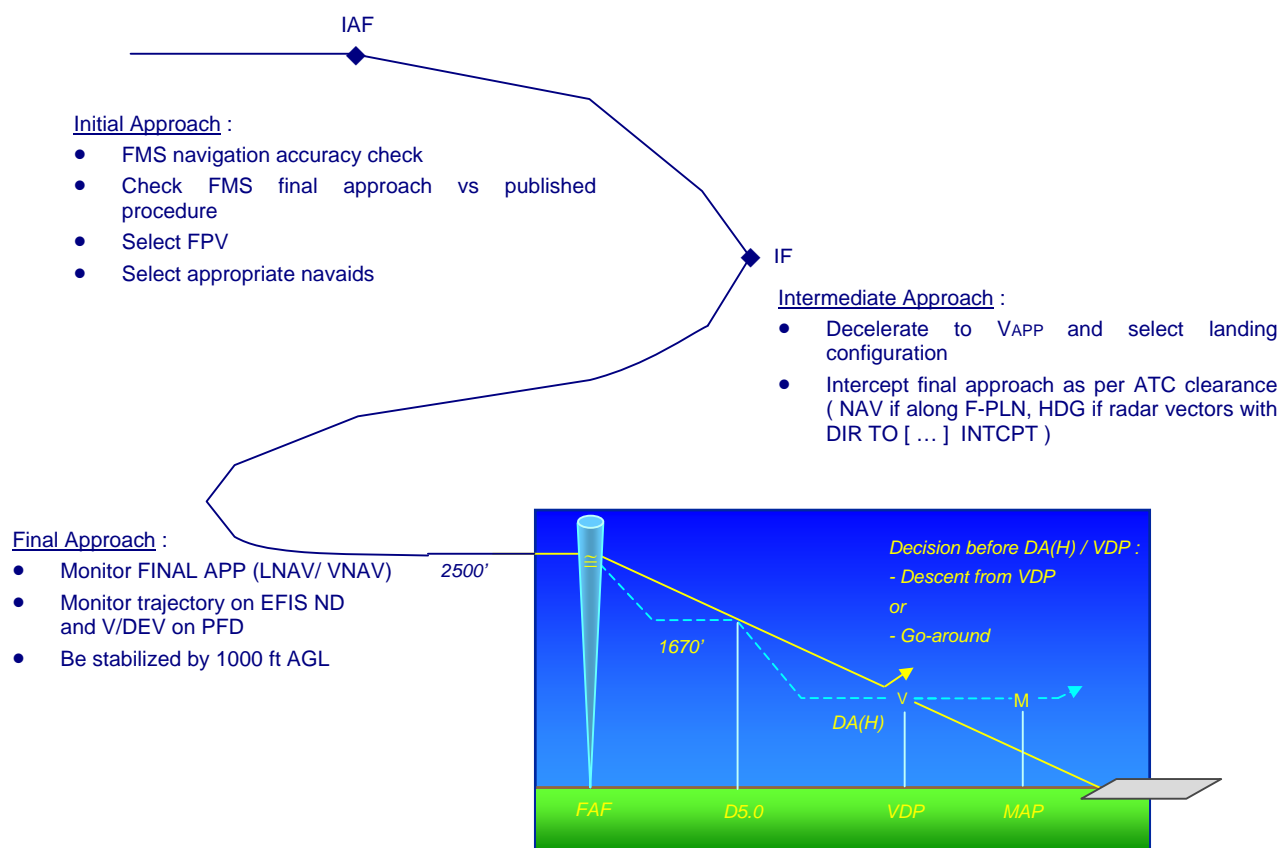 IAF
Initial Approach :
● FMS navigation accuracy check
● Check FMS final approach vs published
procedure
● Select FPV
● Select appropriate navaids
IF
Intermediate Approach :
● Decelerate to VAPP and select landing
configuration
● Intercept final approach as per ATC clearance
( NAV if along F-PLN, HDG if radar vectors with
DIR TO [ … ] INTCPT )
Final Approach :
● Monitor FINAL APP (LNAV/ VNAV)
● Monitor trajectory on EFIS ND
and V/DEV on PFD
● Be stabilized by 1000 ft AGL
2500’
≅
1670’
Decision before DA(H) / VDP :
- Descent from VDP
or
- Go-around
V
M
DA(H)
FAF
D5.0
VDP
MAP